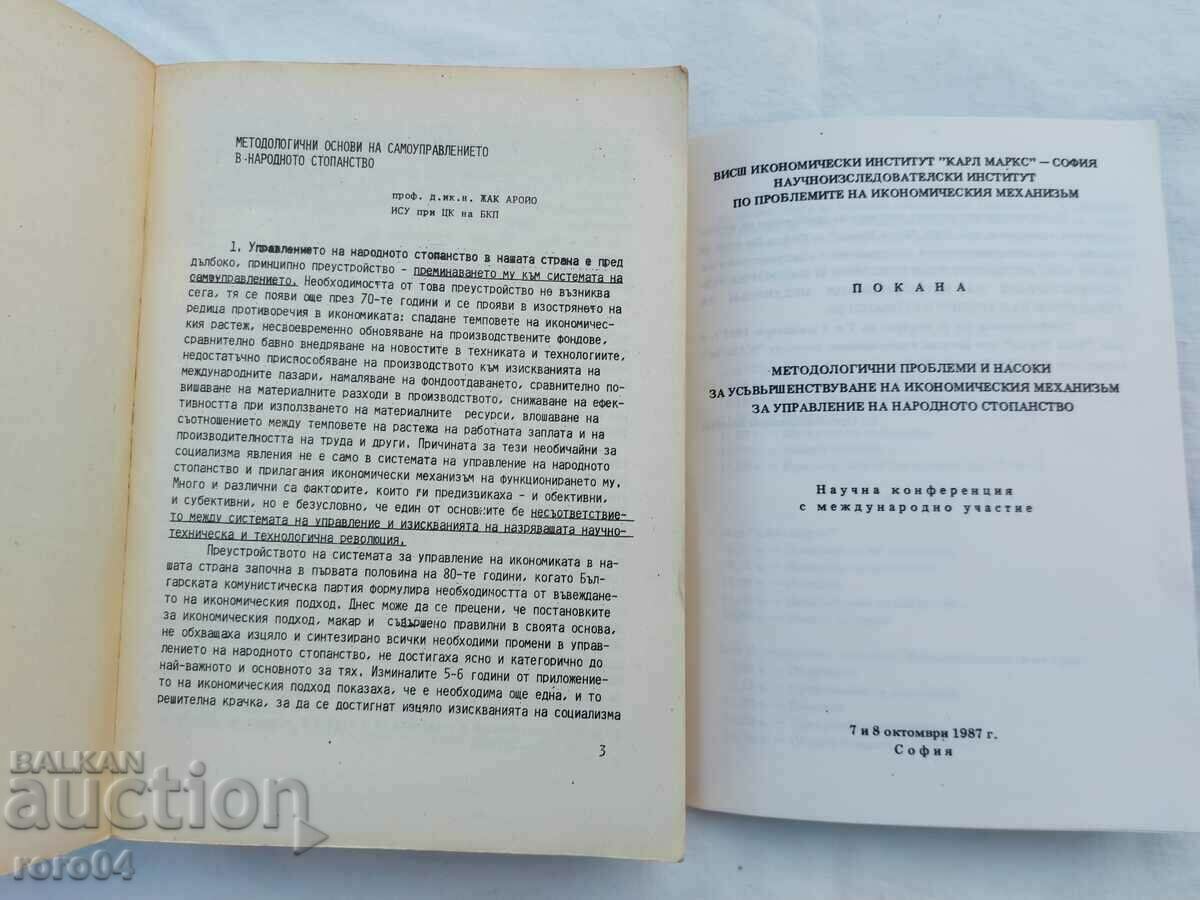 МЕТОДОЛОГИЧНИ ОСНОВИ НА САМОУПРАВЛЕНИЕТО
В НАРОДНОТО СТОПАНСТВО
проф. д.ик.н. ЖАК АРОЙО
ИСУ при ЦК на БКП
1. Управлението на народното стопанство в нашата страна е пред
дълбоко, принципно преустройство - преминаването му към системата на
самоуправлението. Необходимостта от това преустройство не възниква
сега, тя се появи още през 70-те години и се прояви в изострянето на
редица противоречия в икономиката: спадане темповете на икономичес-
кия растеж, несвоевременно обновяване на производствените фондове,
сравнително бавно внедряване на новостите в техниката и технологиите,
недостатъчно приспособяване на производството към изискванията на
международните пазари, намаляване на фондоотдаването, сравнително по-
вишаване на материалните разходи в производството, снижаване на ефек-
тивността при използването на материалните ресурси, влошаване на
съотношението между темповете на растежа на работната заплата и на
производителността на труда и други. Причината за тези необичайни за
социализма явления не е само в системата на управление на народното
стопанство и прилагания икономически механизъм на функционирането му.
Много и различни са факторите, които ги предизвикаха - и обективни,
и субективни, но е безусловно, че един от основните бе несъответствие-
то между системата на управление и изискванията на назряващата научно-
техническа и технологична революция.
Преустройството на системата за управление на икономиката в на-
шата страна започна в първата половина на 80-те години, когато Бъл-
гарската комунистическа партия формулира необходимостта от въвеждане-
то на икономическия подход. Днес може да се прецени, че постановките
за икономическия подход, макар и съвършено правилни в своята основа,
не обхващаха изцяло и синтезирано всички необходими промени в управ-
лението на народното стопанство, не достигаха ясно и категорично до
най-важното и основното за тях. Изминалите 5-6 години от приложение-
то на икономическия подход показаха, че е необходима още една, и то
решителна крачка, за да се достигнат изцяло изискванията на социализма
3
ВИСШ ИКОНОМИЧЕСКИ ИНСТИТУТ "КАРЛ МАРКС" – СОФИЯ
НАУЧНОИЗСЛЕДОВАТЕЛСКИ ИНСТИТУТ
ПО ПРОБЛЕМИТЕ НА ИКОНОМИЧЕСКИЯ МЕХАНИЗЪМ
ПОКАНА
МЕТОДОЛОГИЧНИ ПРОБЛЕМИ И НАСОКИ
ЗА УСЪВЪРШЕНСТВУВАНЕ НА ИКОНОМИЧЕСКИЯ МЕХАНИЗЪМ
ЗА УПРАВЛЕНИЕ НА НАРОДНОТО СТОПАНСТВО
Научна конференция
с международно участие
7 и 8 октомври 1987 г.
София
BALKAN
auction
roro04